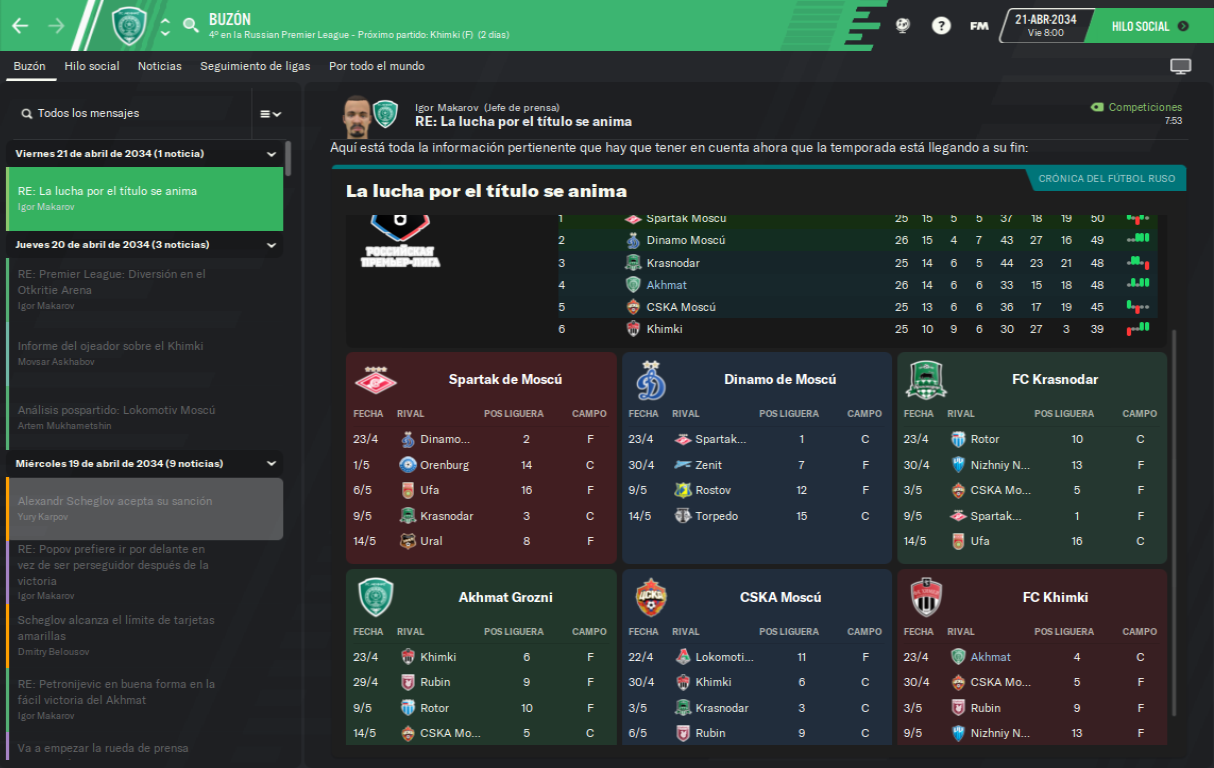 BUZÓN
4º en la Russian Premier League - Próximo partido: Khimki (F) (2 días)
?
FM
21-ABR-2034
Vie 8:00
HILO SOCIAL
Buzón Hilo social Noticias Seguimiento de ligas Por todo el mundo
Todos los mensajes
Viernes 21 de abril de 2034 (1 noticia)
RE: La lucha por el título se anima
Igor Makarov
Jueves 20 de abril de 2034 (3 noticias)
RE: Premier League: Diversión en el
Otkritie Arena
Igor Makarov
Informe del ojeador sobre el Khimki
Movsar Askhabov
Análisis pospartido: Lokomotiv Moscú
Artem Mukhametshin
Miércoles 19 de abril de 2034 (9 noticias)
Alexandr Scheglov acepta su sanción
Yury Karpov
RE: Popov prefiere ir por delante en
vez de ser perseguidor después de la
victoria
Igor Makarov
Scheglov alcanza el límite de tarjetas
amarillas
Dmitry Belousov
RE: Petronijevic en buena forma en la
fácil victoria del Akhmat
Igor Makarov
Va a empezar la rueda de prensa
Igor Makarov (Jefe de prensa)
RE: La lucha por el título se anima
Competiciones
7:53
Aquí está toda la información pertienente que hay que tener en cuenta ahora que la temporada está llegando a su fin:
CRÓNICA DEL FÚTBOL RUSO
La lucha por el título se anima
РОССИЙСКАЯ
ПРЕМЬЕР-ЛИГА
1 Spartak Moscú 25 15 5 5 37 18 19 50
2 Dinamo Moscú 26 15 4 7 43 27 16 49
3 Krasnodar 25 14 6 5 44 23 21 48
4 Akhmat 26 14 6 6 33 15 18 48
5 CSKA Moscú 25 13 6 6 36 17 19 45
6 Khimki 25 10 9 6 30 27 3 39
Spartak de Moscú
FECHA RIVAL POS LIGUERA CAMPO
23/4 Dinamo... 2 F
1/5 Orenburg 14 C
6/5 Ufa 16 F
9/5 Krasnodar 3 C
14/5 Ural 8 F
Dinamo de Moscú
FECHA RIVAL POS LIGUERA CAMPO
23/4 Spartak... 1 C
30/4 Zenit 7 F
9/5 Rostov 12 F
14/5 Torpedo 15 C
FC Krasnodar
FECHA RIVAL POS LIGUERA CAMPO
23/4 Rotor 10 C
30/4 Nizhniy N... 13 F
3/5 CSKA Mo... 5 F
9/5 Spartak... 1 F
14/5 Ufa 16 C
Akhmat Grozni
FECHA RIVAL POS LIGUERA CAMPO
23/4 Khimki 6 F
29/4 Rubin 9 F
9/5 Rotor 10 F
14/5 CSKA Mo... 5 C
CSKA Moscú
FECHA RIVAL POS LIGUERA CAMPO
22/4 Lokomoti... 11 F
30/4 Khimki 6 C
3/5 Krasnodar 3 C
6/5 Rubin 9 C
FC Khimki
FECHA RIVAL POS LIGUERA CAMPO
23/4 Akhmat 4 C
30/4 CSKA Mo... 5 F
3/5 Rubin 9 F
9/5 Nizhniy N... 13 F